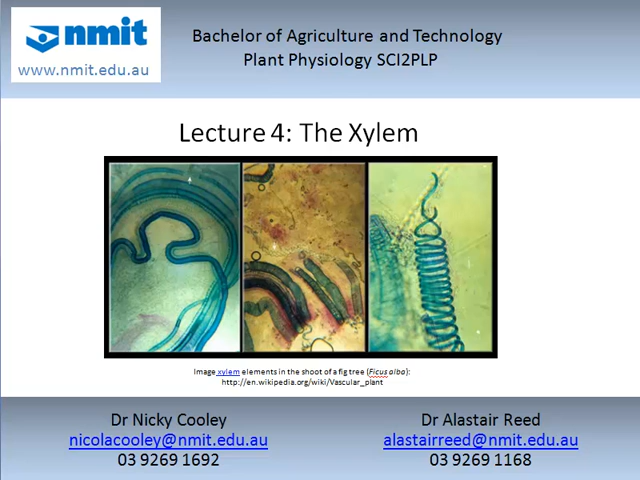 nmit
www.nmit.edu.au
Bachelor of Agriculture and Technology
Plant Physiology SCI2PLP
Lecture 4: The Xylem
Image xylem elements in the shoot of a fig tree (Ficus alba):
http://en.wikipedia.org/wiki/Vascular_plant
Dr Nicky Cooley
nicolacooley@nmit.edu.au
03 9269 1692
Dr Alastair Reed
alastairreed@nmit.edu.au
03 9269 1168